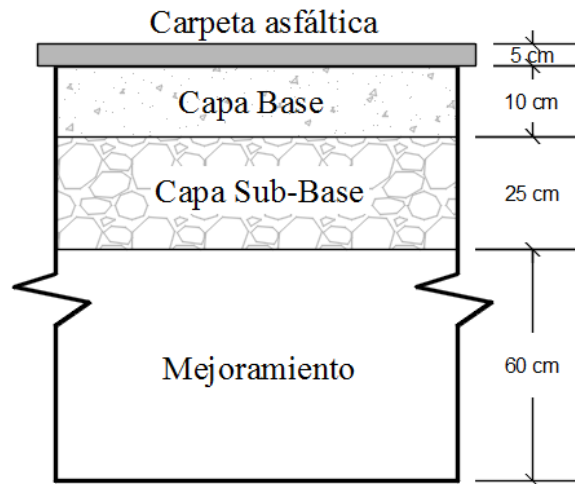 Carpeta asfáltica
5 cm
Capa Base
10 cm
Capa Sub-Base
25 cm
Mejoramiento
60 cm